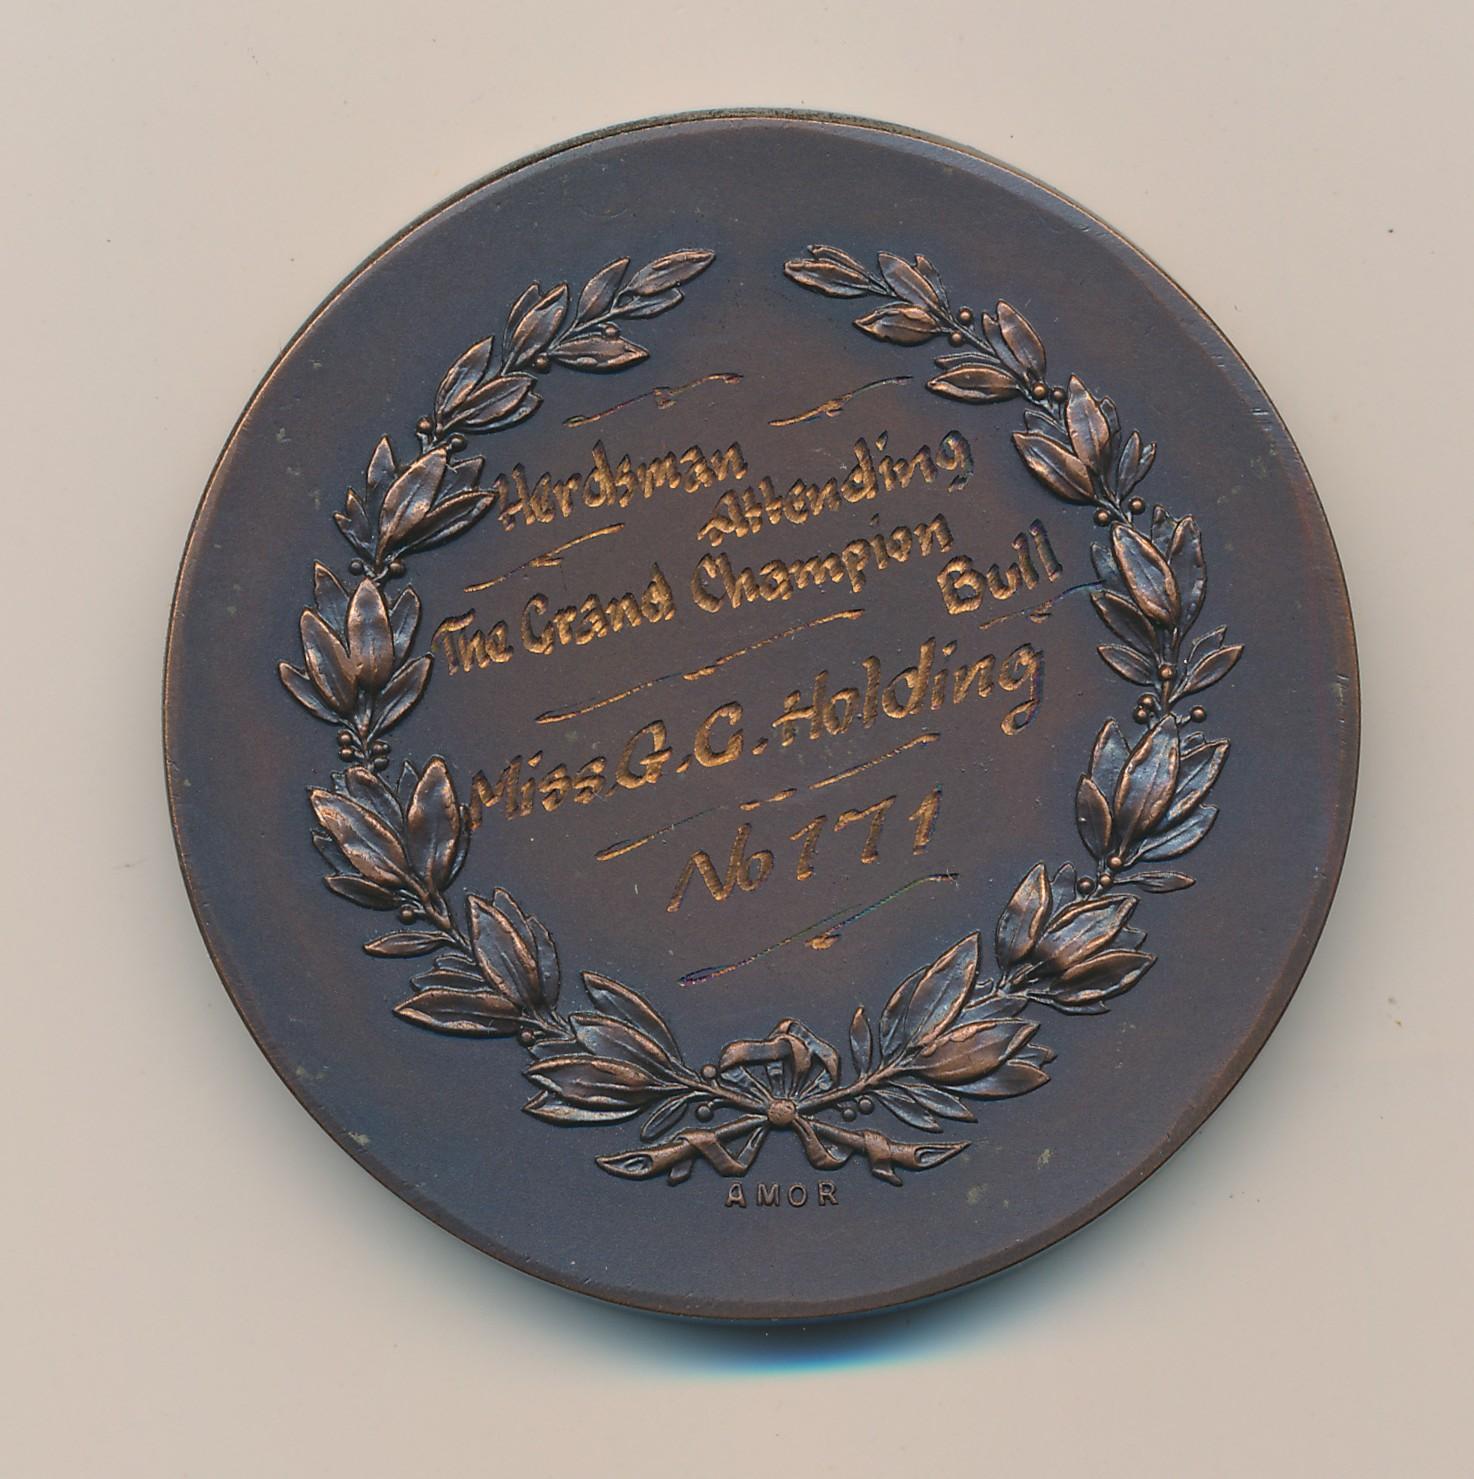 Herdsman
Attending
The Grand Champion
Bull
Miss. G. G. Holding
No 171
AMOR